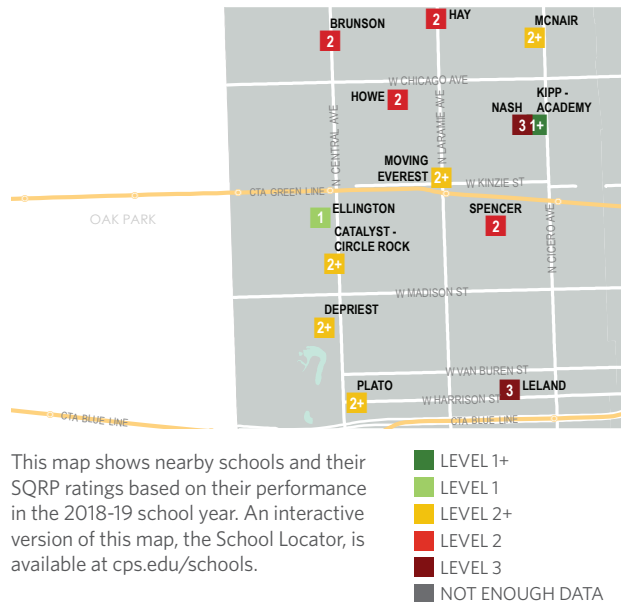 HAY
2
BRUNSON
2
MCNAIR
2+
W CHICAGO AVE
HOWE
2
KIPP -
ACADEMY
NASH
3
1+
N CENTRAL AVE
N LARAMIE AVE
MOVING
EVEREST
2+
W KINZIE ST
CTA GREEN LINE
OAK PARK
1
ELLINGTON
SPENCER
2
N CICERO AVE
CATALYST -
CIRCLE ROCK
2+
W MADISON ST
DEPRIEST
2+
W VAN BUREN ST
PLATO
2+
3
LELAND
W HARRISON ST
CTA BLUE LINE
CTA BLUE LINE
This map shows nearby schools and their
SQRP ratings based on their performance
in the 2018-19 school year. An interactive
version of this map, the School Locator, is
available at cps.edu/schools.
LEVEL 1+
LEVEL 1
LEVEL 2+
LEVEL 2
LEVEL 3
NOT ENOUGH DATA